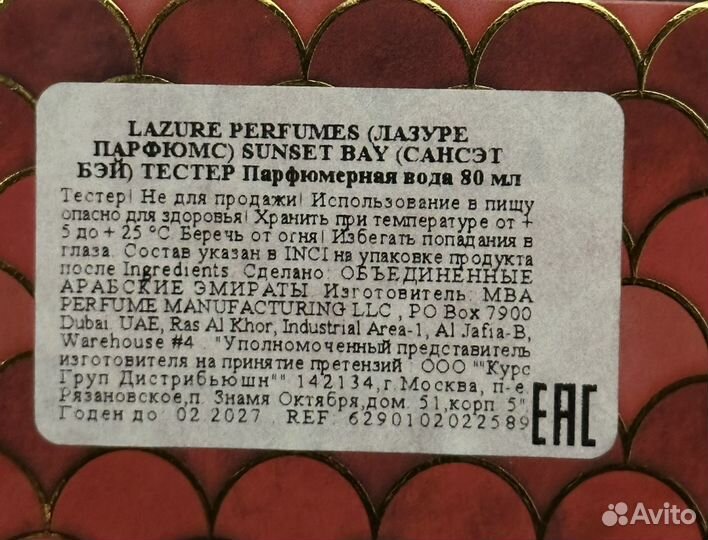 LAZURE PERFUMES (ЛАЗУРЕ
ПАРФЮМС) SUNSET BAY (САНСЭТ
БЭЙ) ТЕСТЕР Парфюмерная вода 80 мл
Тестер! Не для продажи! Использование в пищу
опасно для здоровья! Хранить при температуре от +
5 до + 25 °C Беречь от огня! Избегать попадания в
глаза. Состав указан в INCI на упаковке продукта
после Ingredients. Сделано: ОБЪЕДИНЕННЫЕ
АРАБСКИЕ ЭМИРАТЫ. Изготовитель: MBA
PERFUME MANUFACTURING LLC , PO Box 7900
Dubai. UAE, Ras Al Khor, Industrial Area-1, Al Jafia-B,
Warehouse #4 . "Уполномоченный представитель
изготовителя на принятие претензий : ООО ""Курс
Груп Дистрибьюшн"" 142134,г.Москва, п-е.
Рязановское,п. Знамя Октября,дом. 51,корп 5"
Годен до: 02.2027 . REF: 6290102022589
EAC
Avito